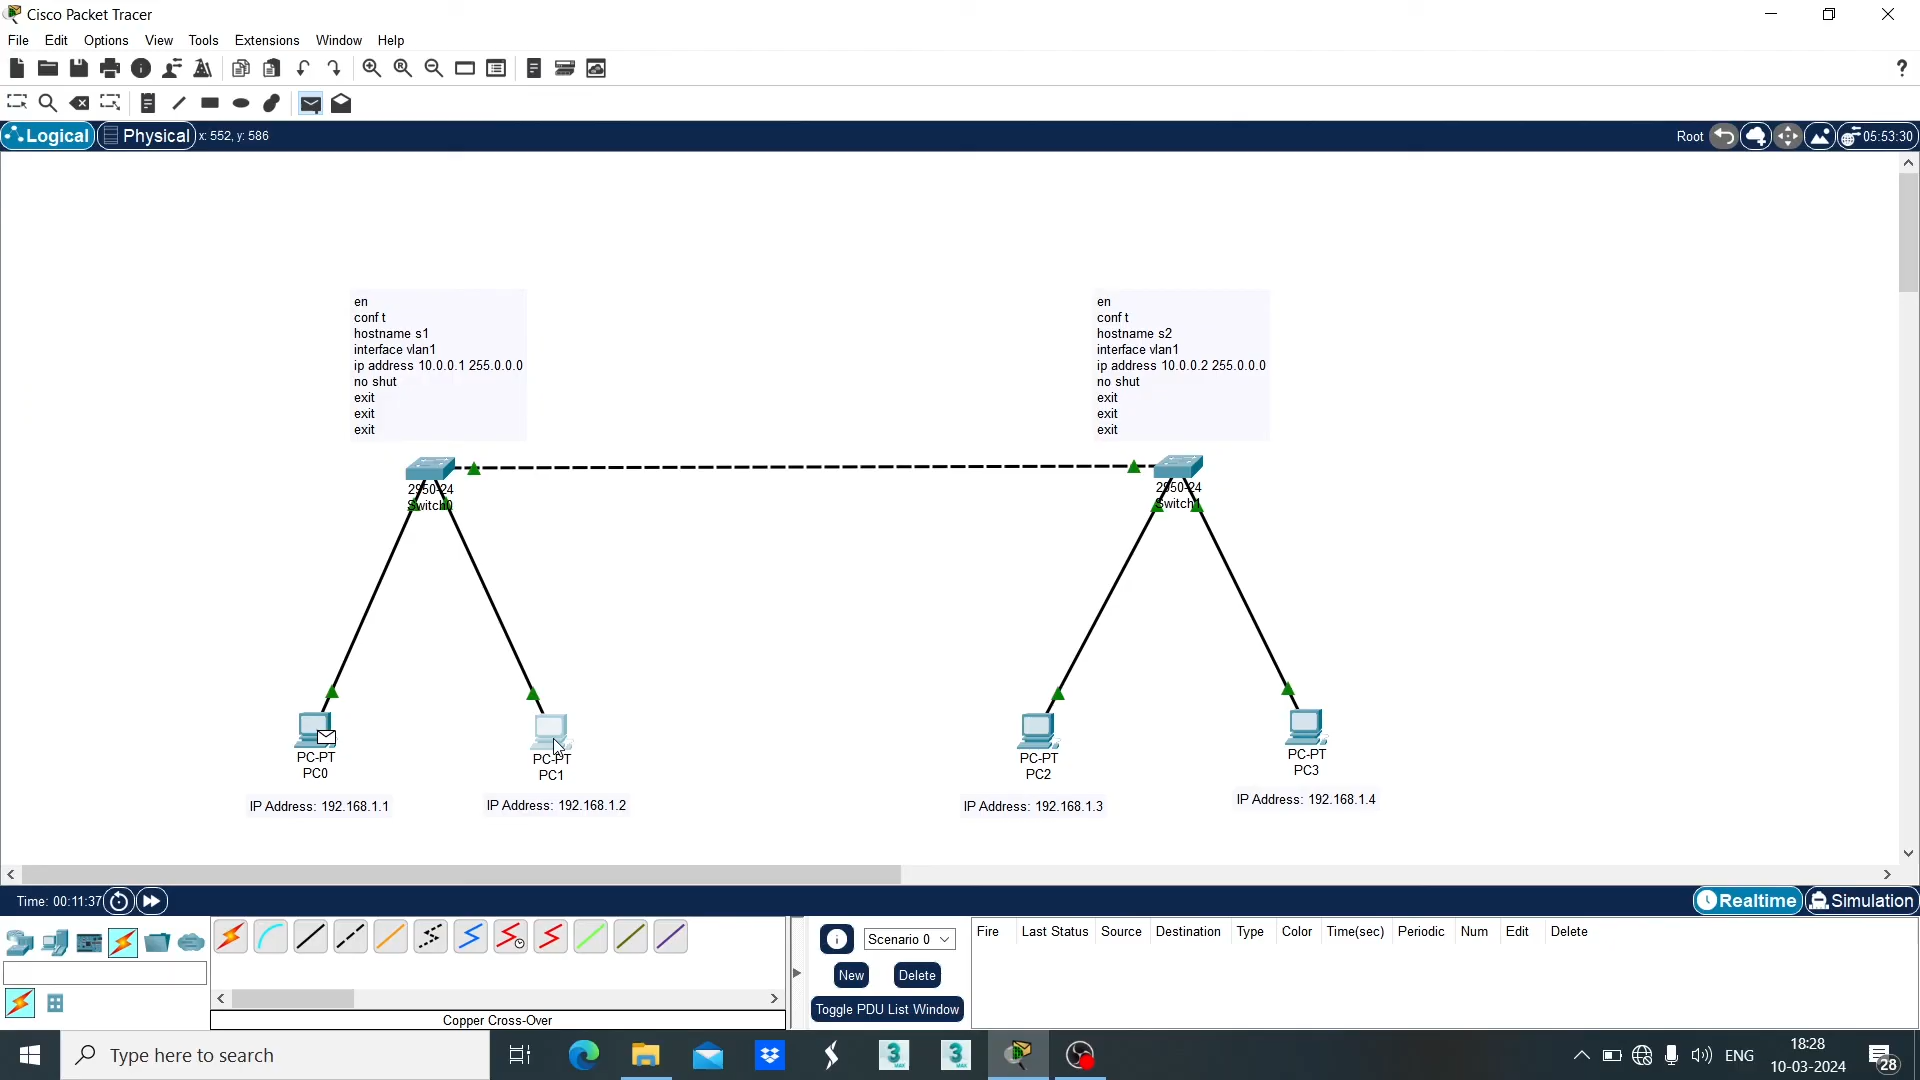 Cisco Packet Tracer
File Edit Options View Tools Extensions Window Help
?
Logical Physical x: 552, y: 586 Root 05:53:30
en
conf t
hostname s1
interface vlan1
ip address 10.0.0.1 255.0.0.0
no shut
exit
exit
exit
en
conf t
hostname s2
interface vlan1
ip address 10.0.0.2 255.0.0.0
no shut
exit
exit
exit
2950-24
Switch0
2950-24
Switch1
PC-PT
PC0
IP Address: 192.168.1.1
PC-PT
PC1
IP Address: 192.168.1.2
PC-PT
PC2
IP Address: 192.168.1.3
PC-PT
PC3
IP Address: 192.168.1.4
Time: 00:11:37 Realtime Simulation
Scenario 0
New Delete
Toggle PDU List Window
Fire Last Status Source Destination Type Color Time(sec) Periodic Num Edit Delete
Copper Cross-Over
Type here to search
3
MAX
3
MAX
ENG
18:28
10-03-2024
28